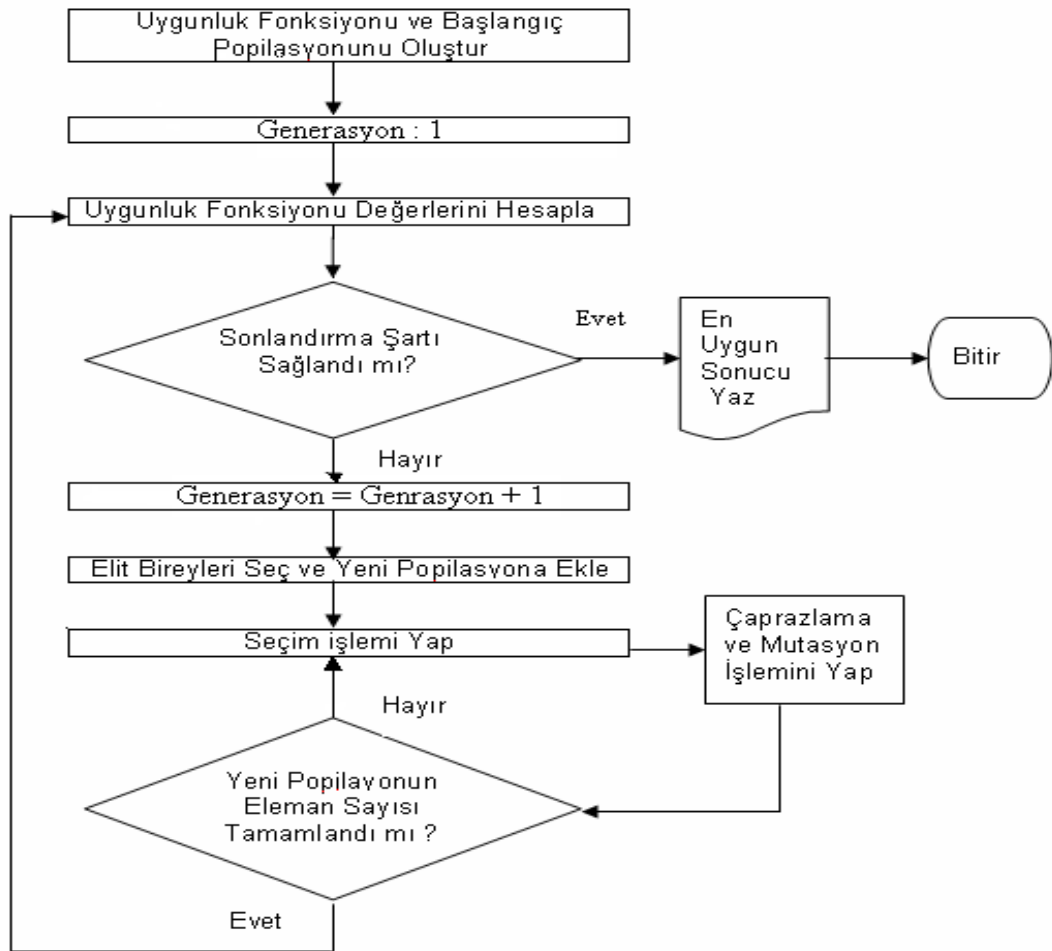 Uygunluk Fonksiyonu ve Başlangıç
Popilasyonunu Oluştur
Generasyon : 1
Uygunluk Fonksiyonu Değerlerini Hesapla
Sonlandırma Şartı
Sağlandı mı?
Evet
En
Uygun
Sonucu
Yaz
Bitir
Hayır
Generasyon = Genrasyon + 1
Elit Bireyleri Seç ve Yeni Popilasyona Ekle
Seçim işlemi Yap
Çaprazlama
ve Mutasyon
İşlemini Yap
Hayır
Yeni Popilayonun
Eleman Sayısı
Tamamlandı mı ?
Evet